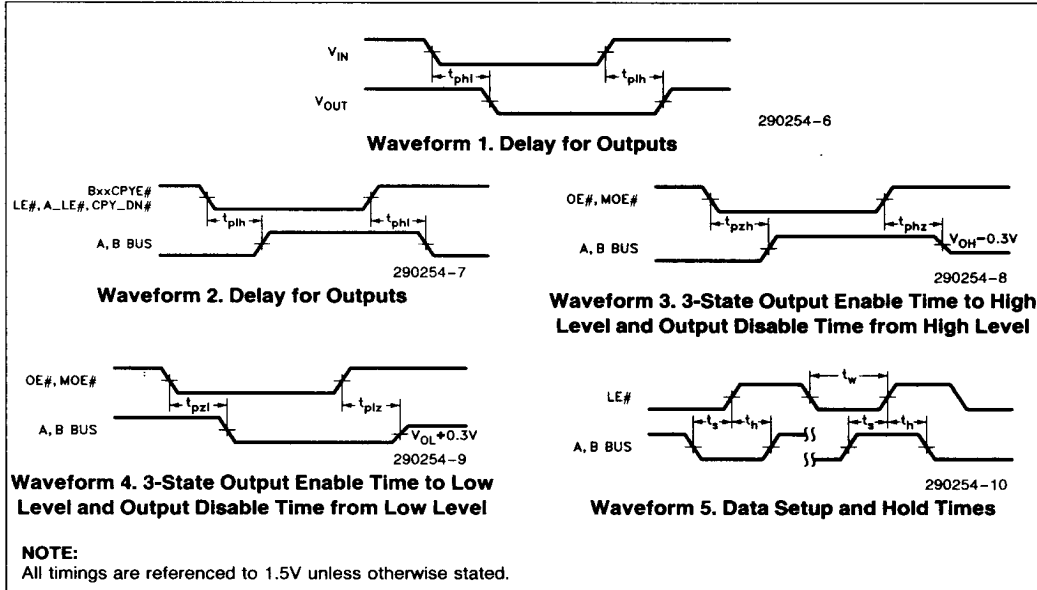 V_IN
t_phl
t_plh
V_OUT
290254-6
Waveform 1. Delay for Outputs
BxxCPYE#
LE#, A_LE#, CPY_DN#
t_plh
t_phl
A, B BUS
290254-7
Waveform 2. Delay for Outputs
OE#, MOE#
t_pzh
t_phz
A, B BUS
V_OH-0.3V
290254-8
Waveform 3. 3-State Output Enable Time to High
Level and Output Disable Time from High Level
OE#, MOE#
t_pzl
t_plz
A, B BUS
V_OL+0.3V
290254-9
Waveform 4. 3-State Output Enable Time to Low
Level and Output Disable Time from Low Level
t_w
LE#
t_s
t_h
t_s
t_h
A, B BUS
290254-10
Waveform 5. Data Setup and Hold Times
NOTE:
All timings are referenced to 1.5V unless otherwise stated.